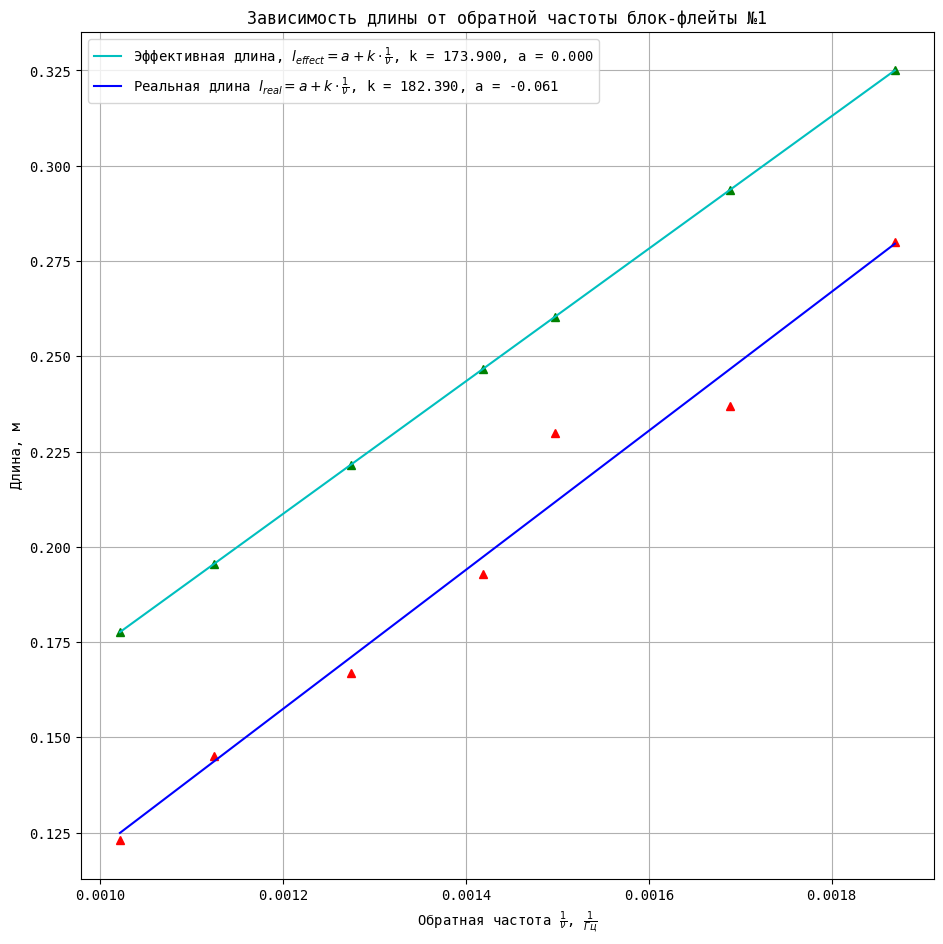 Зависимость длины от обратной частоты блок-флейты №1
Эффективная длина, $l_{effect} = a + k \cdot \frac{1}{\nu}$, k = 173.900, a = 0.000
Реальная длина $l_{real} = a + k \cdot \frac{1}{\nu}$, k = 182.390, a = -0.061
Длина, м
0.325
0.300
0.275
0.250
0.225
0.200
0.175
0.150
0.125
0.0010 0.0012 0.0014 0.0016 0.0018
Обратная частота $\frac{1}{\nu}$, $\frac{1}{Гц}$